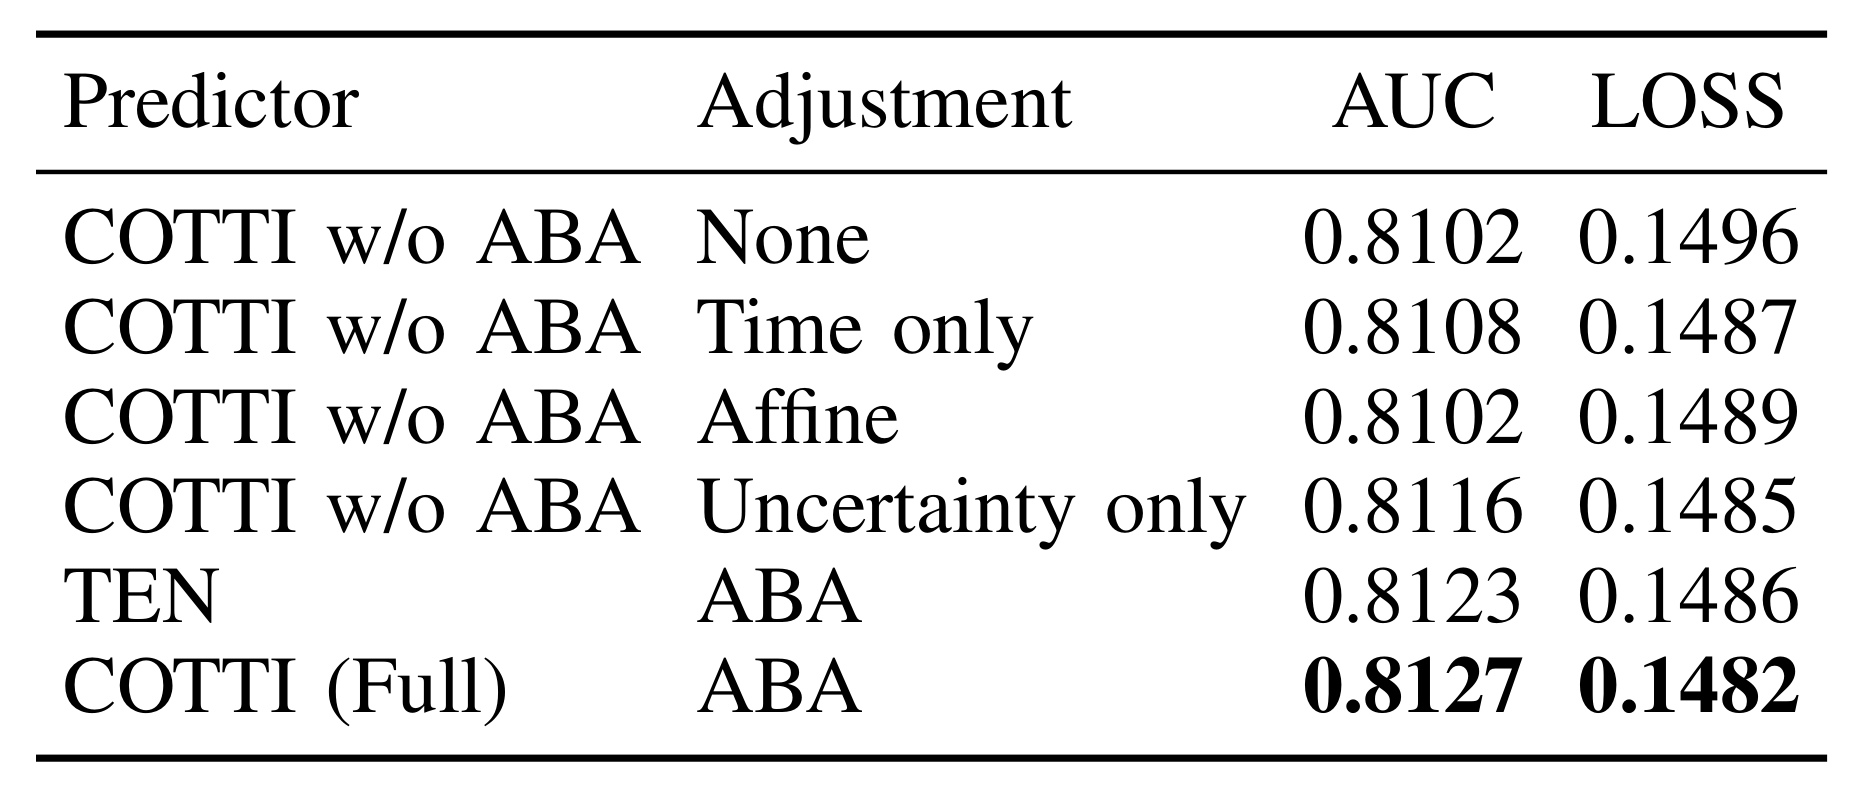 Predictor Adjustment AUC LOSS
COTTI w/o ABA None 0.8102 0.1496
COTTI w/o ABA Time only 0.8108 0.1487
COTTI w/o ABA Affine 0.8102 0.1489
COTTI w/o ABA Uncertainty only 0.8116 0.1485
TEN ABA 0.8123 0.1486
COTTI (Full) ABA 0.8127 0.1482